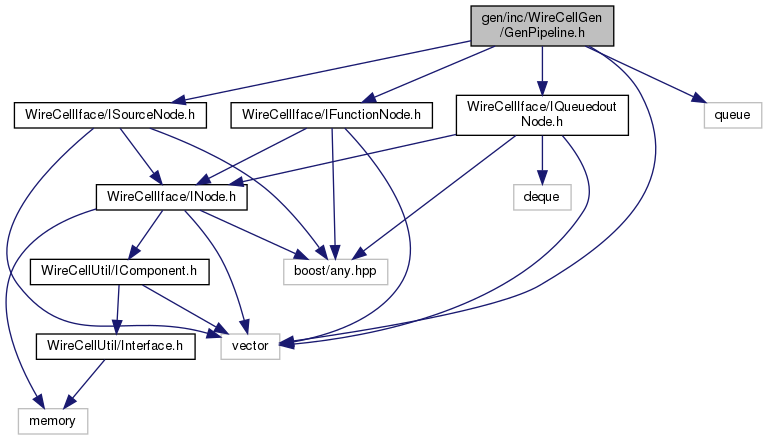 gen/inc/WireCellGen
/GenPipeline.h
WireCellIface/ISourceNode.h
WireCellIface/IFunctionNode.h
WireCellIface/IQueuedout
Node.h
queue
WireCellIface/INode.h
deque
WireCellUtil/IComponent.h
boost/any.hpp
WireCellUtil/Interface.h
vector
memory